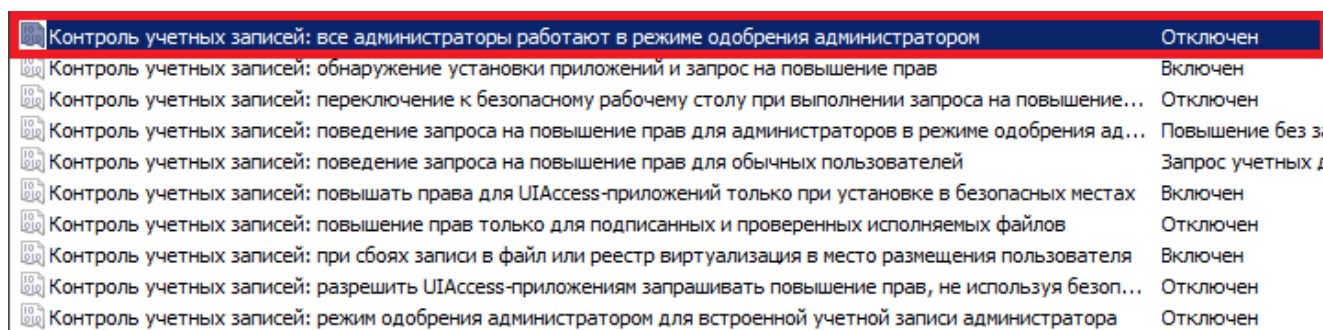 Контроль учетных записей: все администраторы работают в режиме одобрения администратором Отключен
Контроль учетных записей: обнаружение установки приложений и запрос на повышение прав Включен
Контроль учетных записей: переключение к безопасному рабочему столу при выполнении запроса на повышение... Отключен
Контроль учетных записей: поведение запроса на повышение прав для администраторов в режиме одобрения ад... Повышение без
Контроль учетных записей: поведение запроса на повышение прав для обычных пользователей Запрос учетных
Контроль учетных записей: повышать права для UIAccess-приложений только при установке в безопасных местах Включен
Контроль учетных записей: повышение прав только для подписанных и проверенных исполняемых файлов Отключен
Контроль учетных записей: при сбоях записи в файл или реестр виртуализация в место размещения пользователя Включен
Контроль учетных записей: разрешить UIAccess-приложениям запрашивать повышение прав, не используя безоп... Отключен
Контроль учетных записей: режим одобрения администратором для встроенной учетной записи администратора Отключен